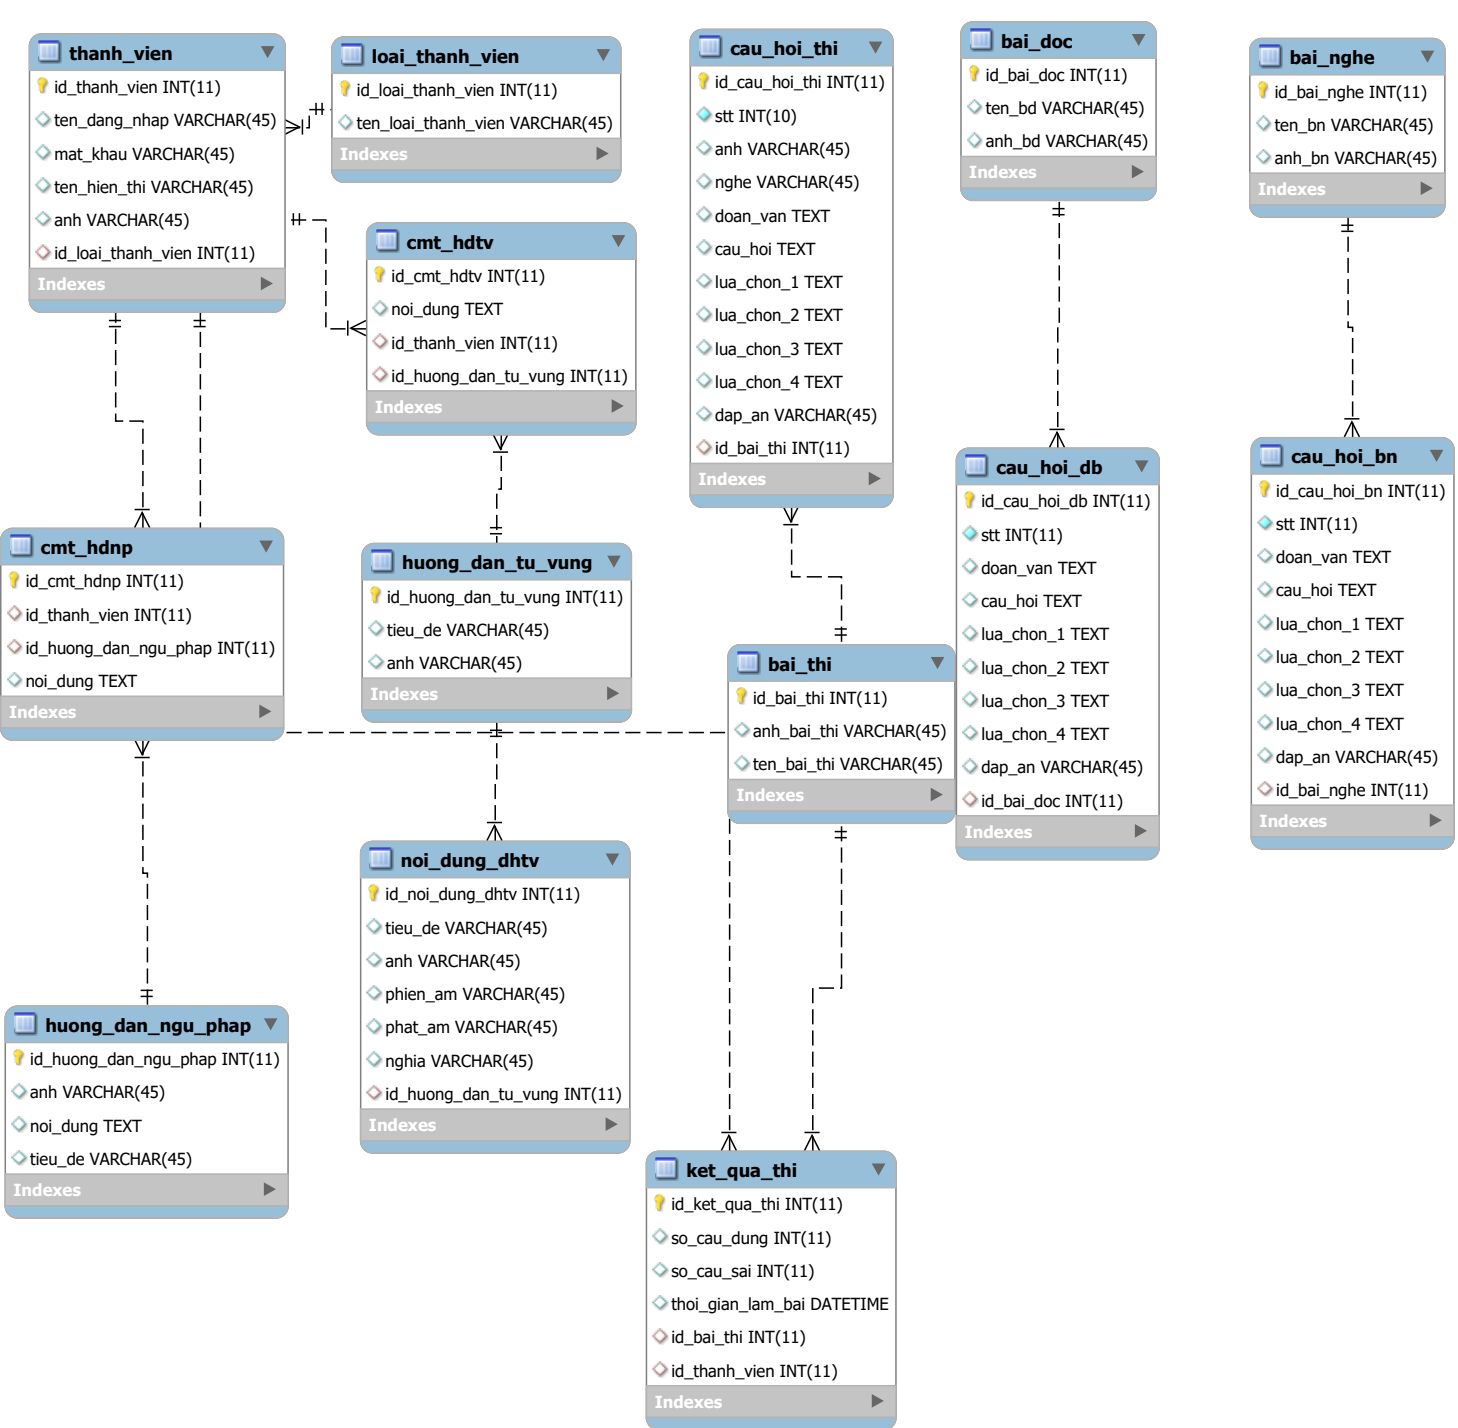 thanh_vien
id_thanh_vien INT(11)
ten_dang_nhap VARCHAR(45)
mat_khau VARCHAR(45)
ten_hien_thi VARCHAR(45)
anh VARCHAR(45)
id_loai_thanh_vien INT(11)
Indexes
loai_thanh_vien
id_loai_thanh_vien INT(11)
ten_loai_thanh_vien VARCHAR(45)
Indexes
cmt_hdtv
id_cmt_hdtv INT(11)
noi_dung TEXT
id_thanh_vien INT(11)
id_huong_dan_tu_vung INT(11)
Indexes
cau_hoi_thi
id_cau_hoi_thi INT(11)
stt INT(10)
anh VARCHAR(45)
nghe VARCHAR(45)
doan_van TEXT
cau_hoi TEXT
lua_chon_1 TEXT
lua_chon_2 TEXT
lua_chon_3 TEXT
lua_chon_4 TEXT
dap_an VARCHAR(45)
id_bai_thi INT(11)
Indexes
bai_doc
id_bai_doc INT(11)
ten_bd VARCHAR(45)
anh_bd VARCHAR(45)
Indexes
bai_nghe
id_bai_nghe INT(11)
ten_bn VARCHAR(45)
anh_bn VARCHAR(45)
Indexes
cmt_hdnp
id_cmt_hdnp INT(11)
id_thanh_vien INT(11)
id_huong_dan_ngu_phap INT(11)
noi_dung TEXT
Indexes
huong_dan_tu_vung
id_huong_dan_tu_vung INT(11)
tieu_de VARCHAR(45)
anh VARCHAR(45)
Indexes
bai_thi
id_bai_thi INT(11)
anh_bai_thi VARCHAR(45)
ten_bai_thi VARCHAR(45)
Indexes
cau_hoi_db
id_cau_hoi_db INT(11)
stt INT(11)
doan_van TEXT
cau_hoi TEXT
lua_chon_1 TEXT
lua_chon_2 TEXT
lua_chon_3 TEXT
lua_chon_4 TEXT
dap_an VARCHAR(45)
id_bai_doc INT(11)
Indexes
cau_hoi_bn
id_cau_hoi_bn INT(11)
stt INT(11)
doan_van TEXT
cau_hoi TEXT
lua_chon_1 TEXT
lua_chon_2 TEXT
lua_chon_3 TEXT
lua_chon_4 TEXT
dap_an VARCHAR(45)
id_bai_nghe INT(11)
Indexes
huong_dan_ngu_phap
id_huong_dan_ngu_phap INT(11)
anh VARCHAR(45)
noi_dung TEXT
tieu_de VARCHAR(45)
Indexes
noi_dung_dhtv
id_noi_dung_dhtv INT(11)
tieu_de VARCHAR(45)
anh VARCHAR(45)
phien_am VARCHAR(45)
phat_am VARCHAR(45)
nghia VARCHAR(45)
id_huong_dan_tu_vung INT(11)
Indexes
ket_qua_thi
id_ket_qua_thi INT(11)
so_cau_dung INT(11)
so_cau_sai INT(11)
thoi_gian_lam_bai DATETIME
id_bai_thi INT(11)
id_thanh_vien INT(11)
Indexes